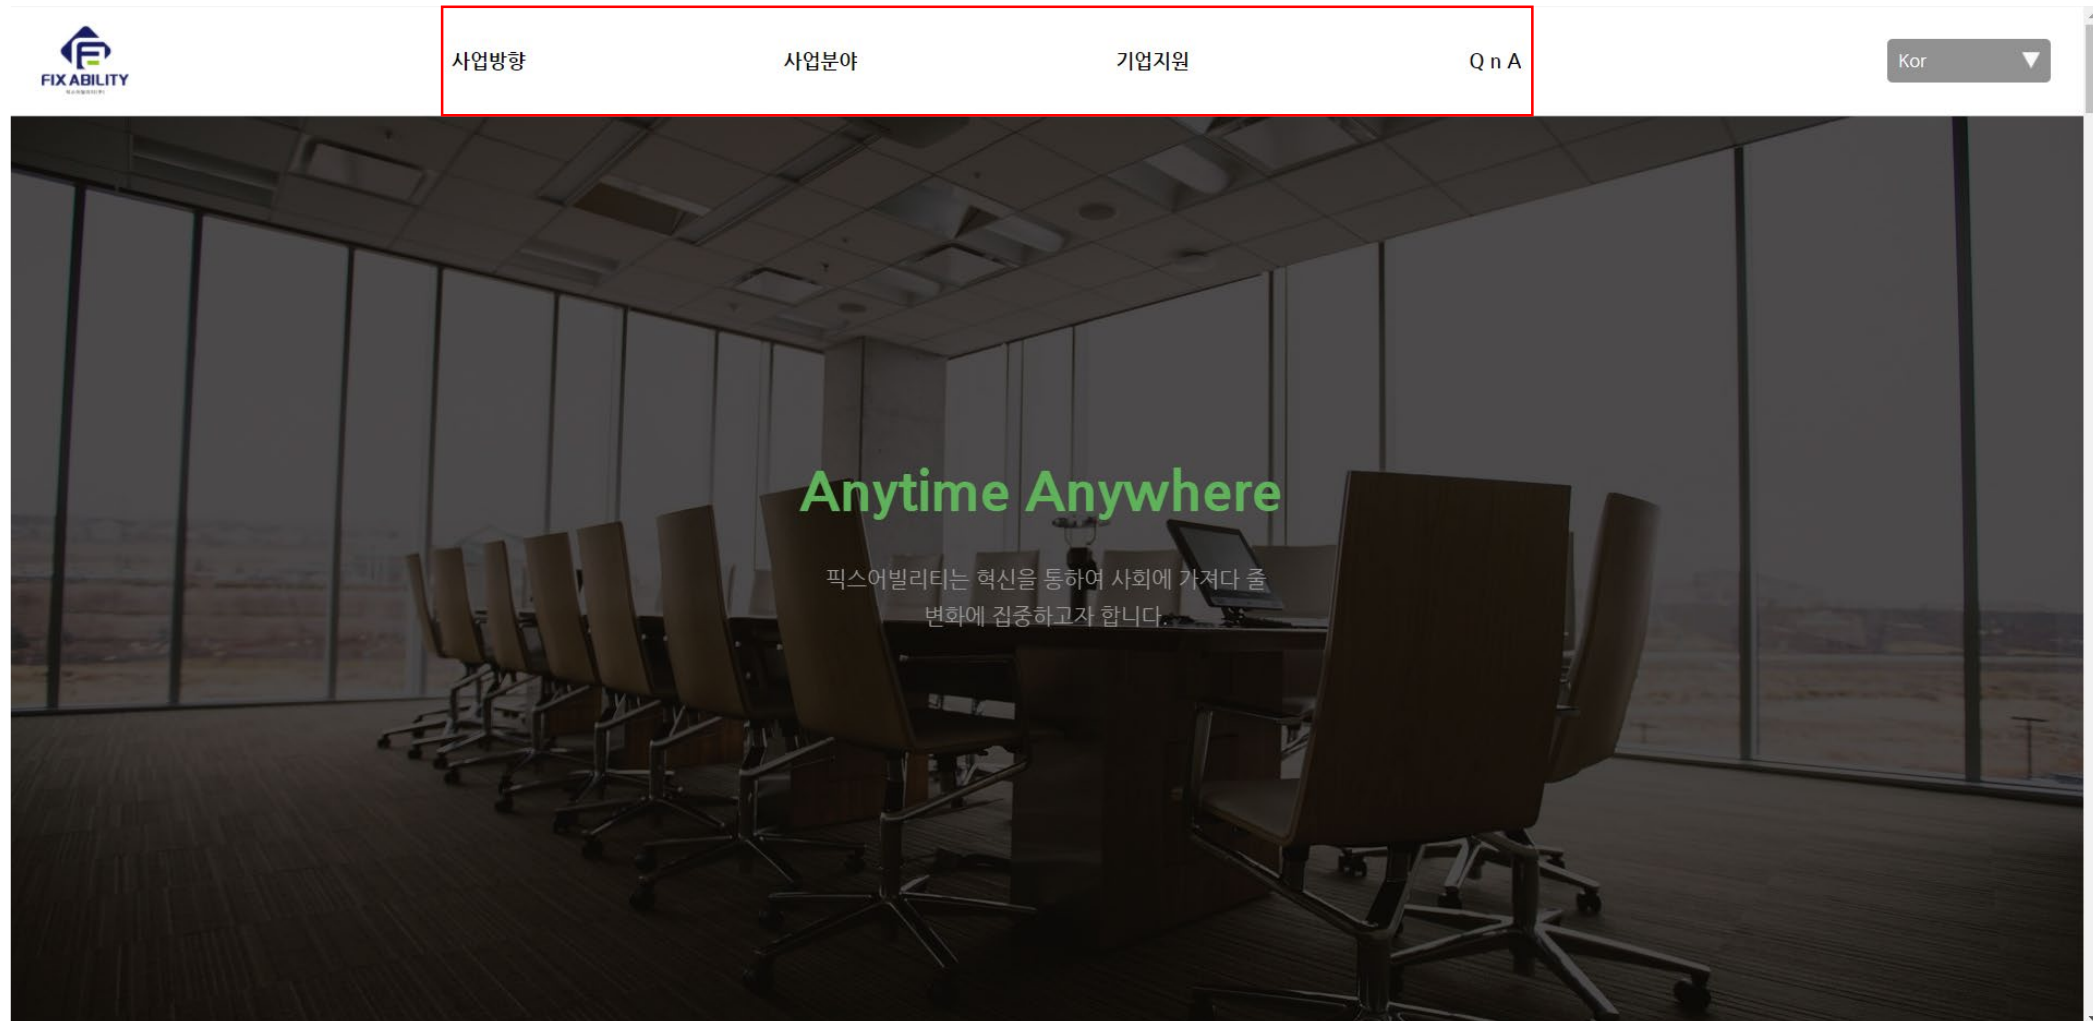 FIXABILITY
사업방향
사업분야
기업지원
Q n A
Kor
Anytime Anywhere
픽스어빌리티는 혁신을 통하여 사회에 가져다 줄
변화에 집중하고자 합니다.